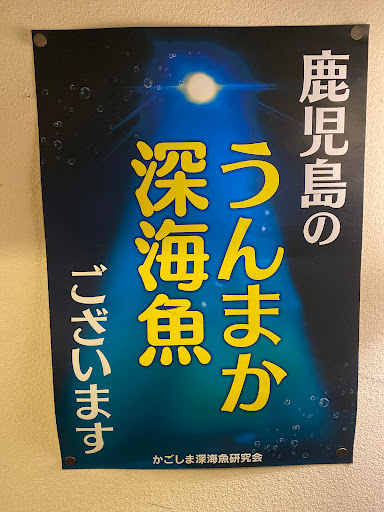 鹿児島の
うんまか
深海魚
ございます
かごしま深海魚研究会